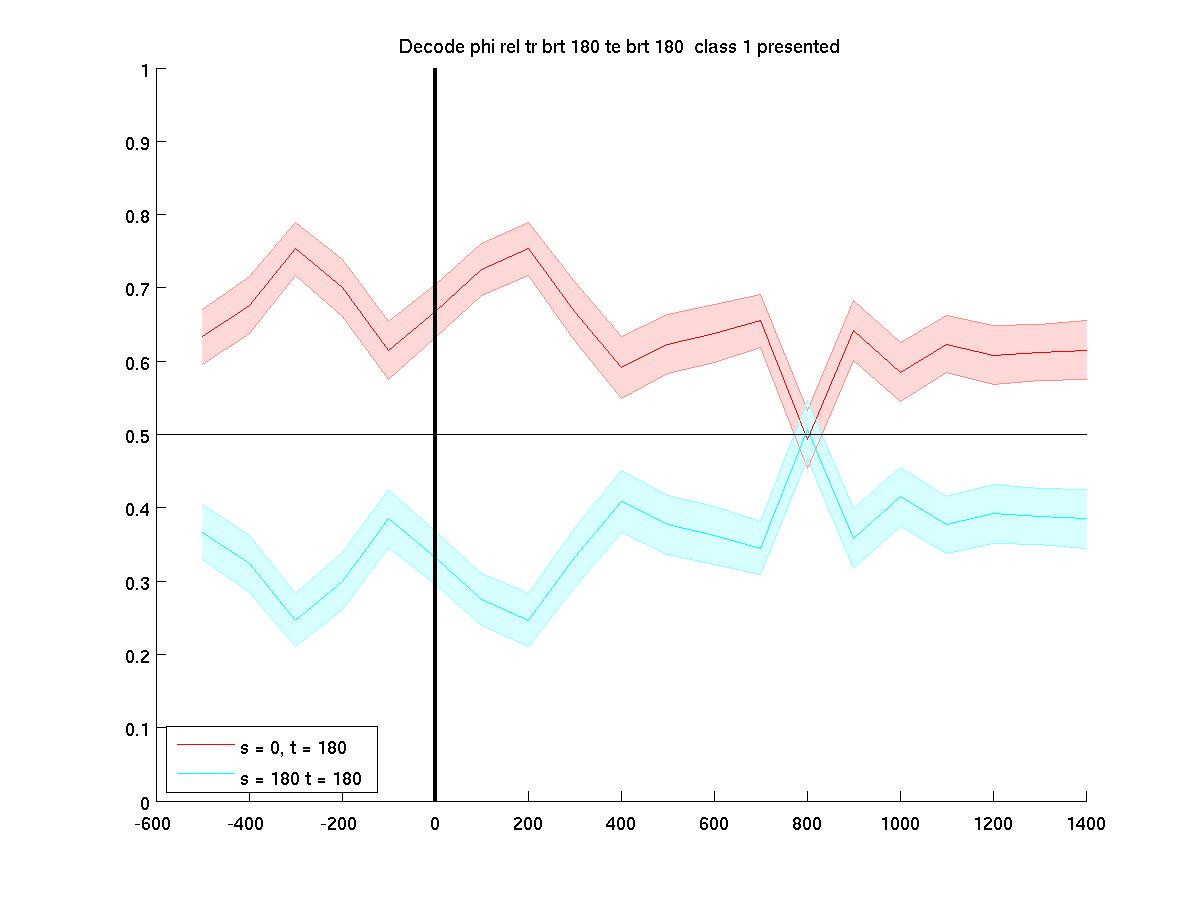 Decode phi rel tr brt 180 te brt 180  class 1 presented
1
0.9
0.8
0.7
0.6
0.5
0.4
0.3
0.2
0.1
0
s = 0, t = 180
s = 180 t = 180
-600 -400 -200 0 200 400 600 800 1000 1200 1400